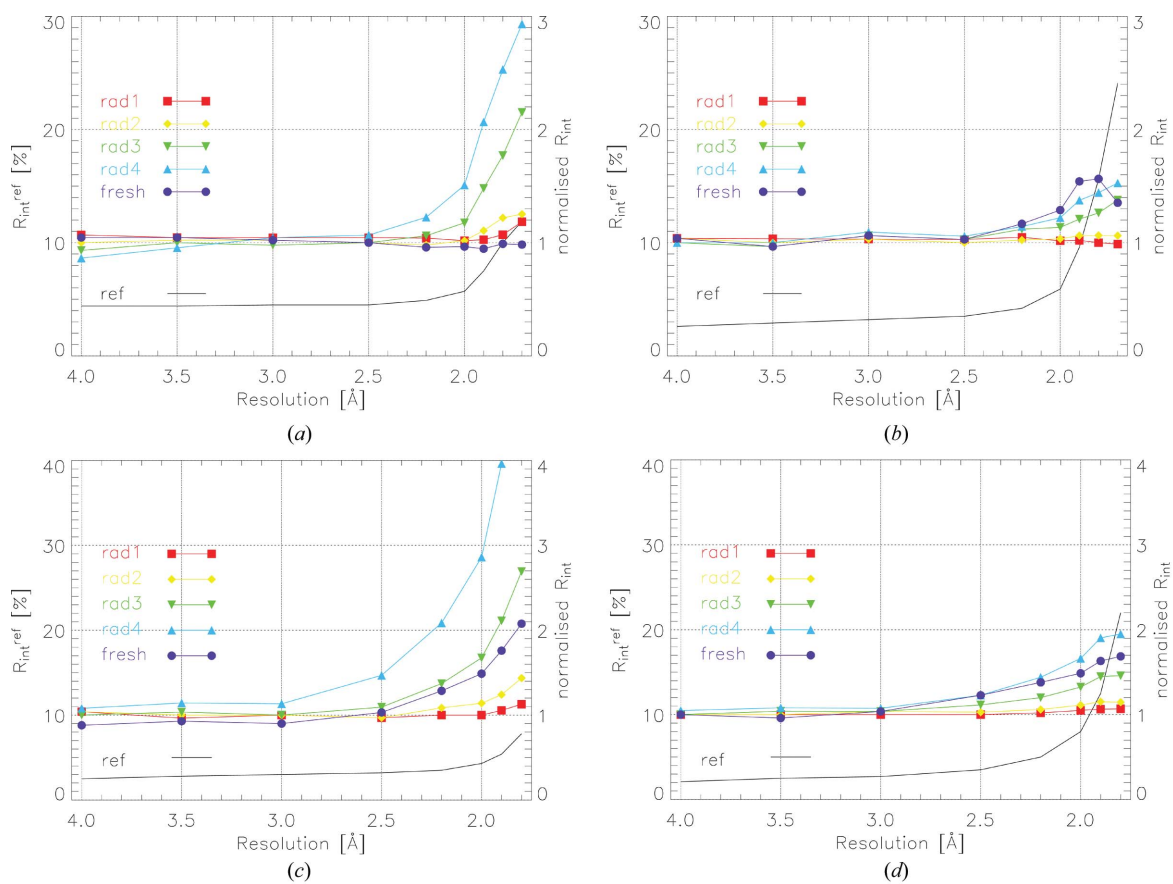 30
20
10
0
R_int^ref [%]
3
2
1
0
normalised R_int
rad1
rad2
rad3
rad4
fresh
ref
4.0 3.5 3.0 2.5 2.0
Resolution [Å]
(a)
30
20
10
0
R_int^ref [%]
3
2
1
0
normalised R_int
rad1
rad2
rad3
rad4
fresh
ref
4.0 3.5 3.0 2.5 2.0
Resolution [Å]
(b)
40
30
20
10
0
R_int^ref [%]
4
3
2
1
0
normalised R_int
rad1
rad2
rad3
rad4
fresh
ref
4.0 3.5 3.0 2.5 2.0
Resolution [Å]
(c)
40
30
20
10
0
R_int^ref [%]
4
3
2
1
0
normalised R_int
rad1
rad2
rad3
rad4
fresh
ref
4.0 3.5 3.0 2.5 2.0
Resolution [Å]
(d)